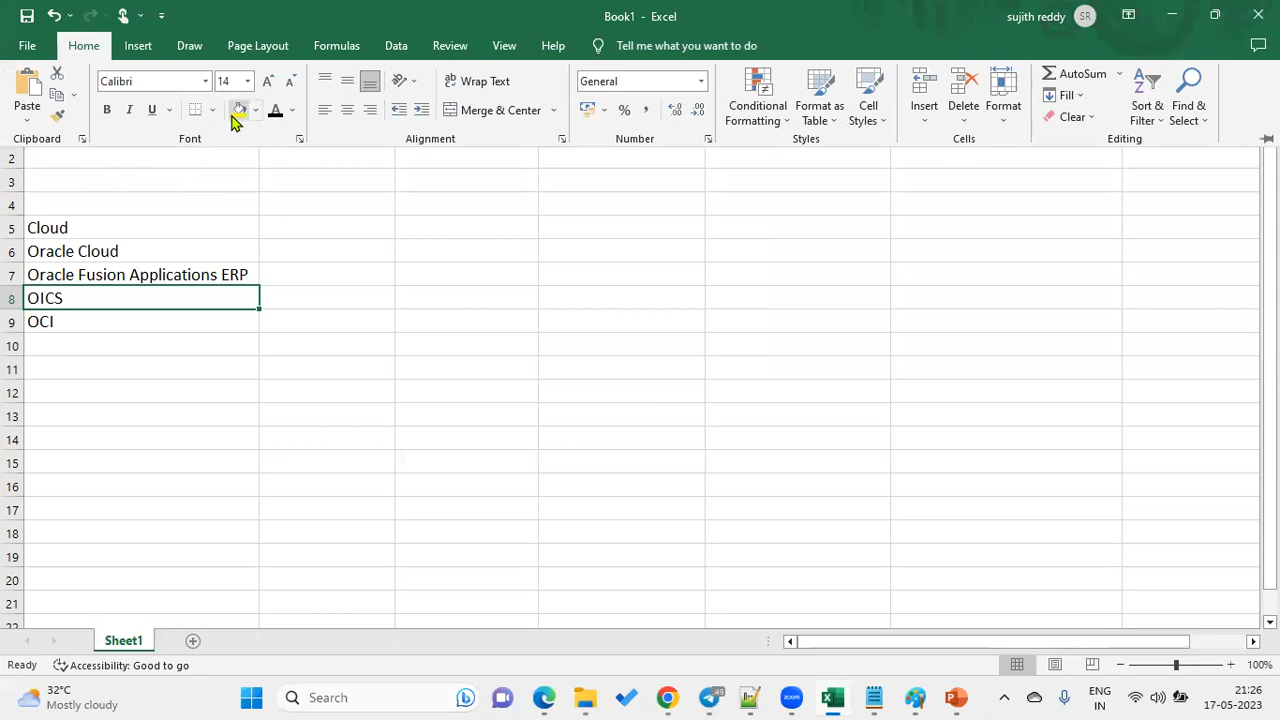 Book1 - Excel
sujith reddy
SR
File
Home
Insert
Draw
Page Layout
Formulas
Data
Review
View
Help
Tell me what you want to do
Paste
Clipboard
Calibri
14
B
I
U
A
Font
Wrap Text
Merge & Center
Alignment
General
%
Number
Conditional Formatting
Format as Table
Cell Styles
Styles
Insert
Delete
Format
Cells
AutoSum
Fill
Clear
Sort & Filter
Find & Select
Editing
2
3
4
5 Cloud
6 Oracle Cloud
7 Oracle Fusion Applications ERP
8 OICS
9 OCI
10
11
12
13
14
15
16
17
18
19
20
21
22
Sheet1
Ready
Accessibility: Good to go
100%
32°C
Mostly cloudy
Search
49
ENG
IN
21:26
17-05-2023